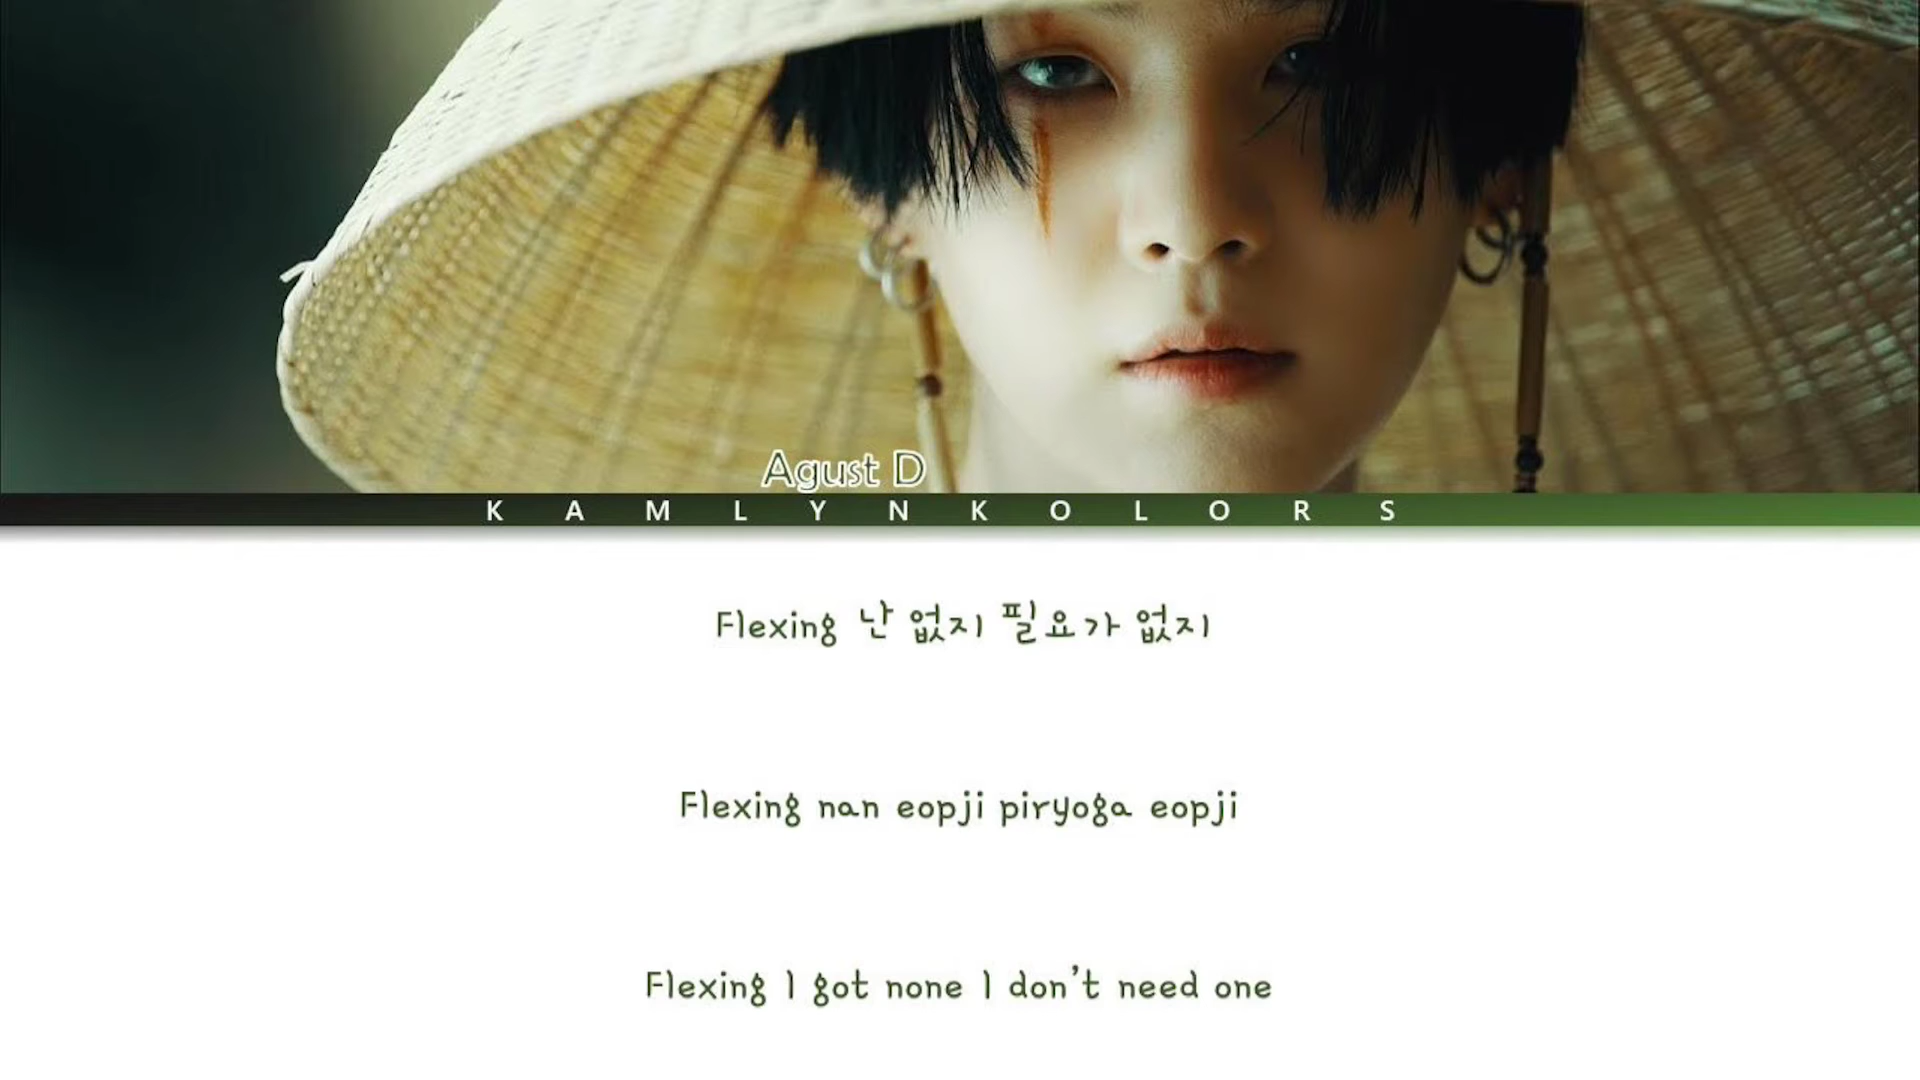 Agust D
KAMLYNKOLORS
Flexing 난 없지 필요가 없지
Flexing nan eopji piryoga eopji
Flexing I got none I don't need one